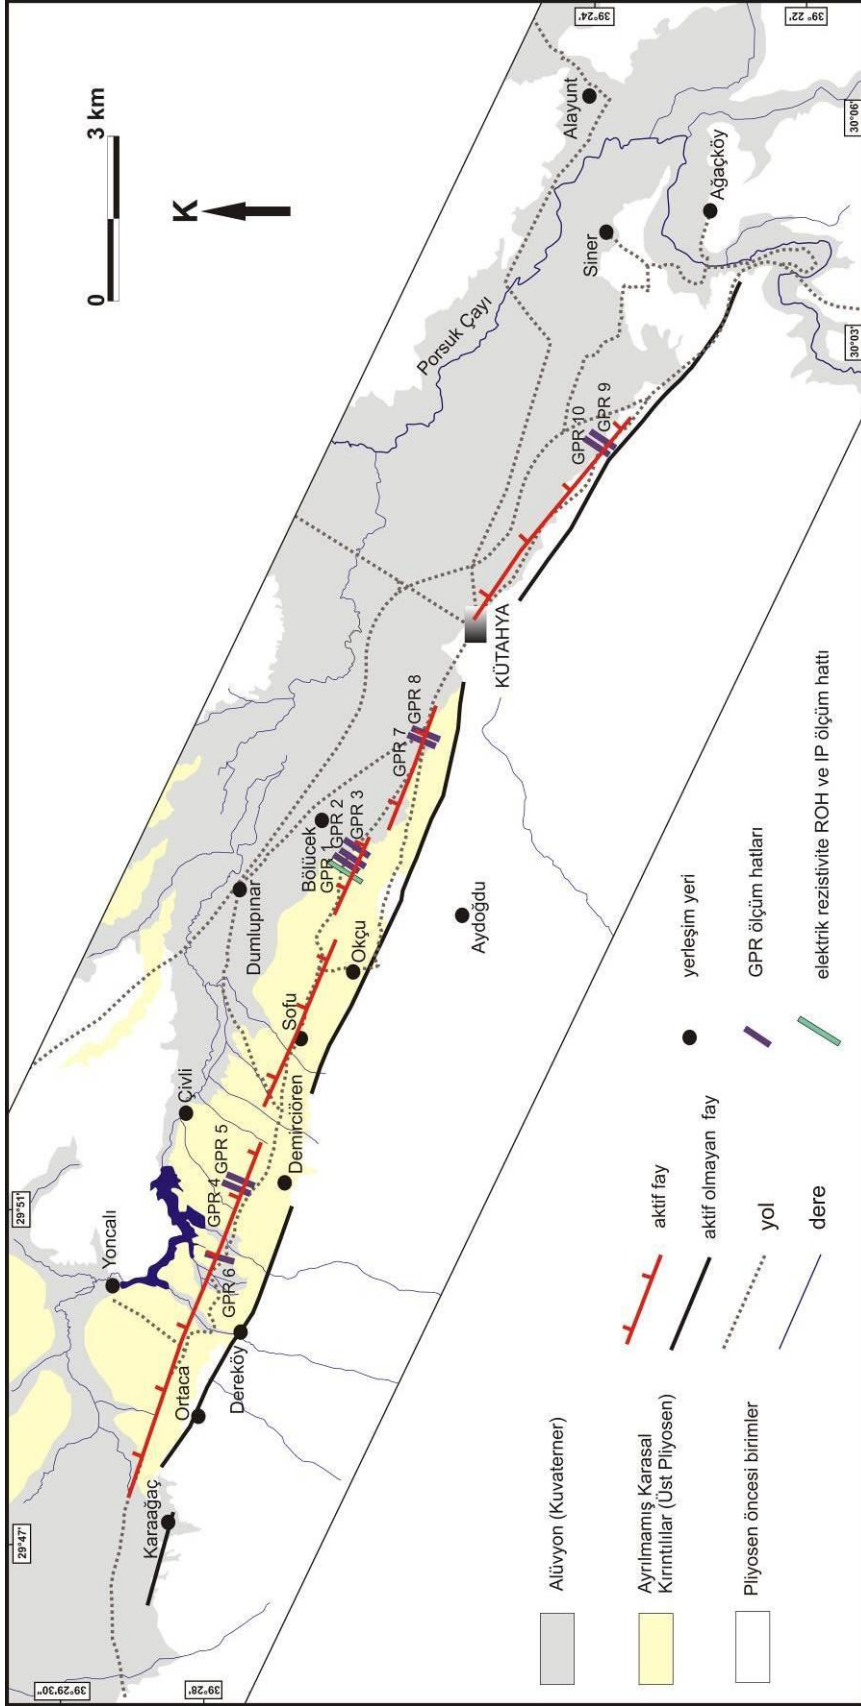 29°47'
29°51'
39°29'30"
39°28'
39°24'
39°22'
30°03'
30°06'
0
3 km
K
Karaağaç
Ortaca
Dereköy
Yoncalı
GPR 6
GPR 4
GPR 5
Çivli
Demirciören
Sofu
Okçu
Dumlupınar
Bölücek
GPR 1
GPR 2
GPR 3
GPR 7
GPR 8
Aydoğdu
KÜTAHYA
Porsuk Çayı
GPR 10
GPR 9
Siner
Alayunt
Ağaçköy
Alüvyon (Kuvaterner)
Ayrılmamış Karasal
Kırıntılılar (Üst Pliyosen)
Pliyosen öncesi birimler
aktif fay
aktif olmayan fay
yol
dere
yerleşim yeri
GPR ölçüm hatları
elektrik rezistivite ROH ve IP ölçüm hattı